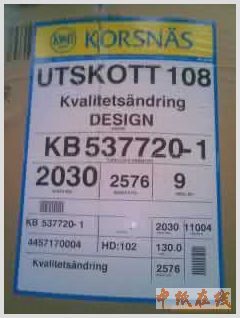 KORSNÄS
UTSKOTT 108
Kvalitetsändring
DESIGN
KB 537720-1
2030 2576 9
KB 537720-1 2030 11004
4457170004 HD:102 130.0
Kvalitetsändring 2576
中纸在线